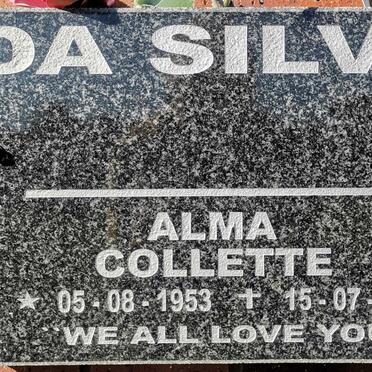 DA SILV
ALMA
COLLETTE
★ 05-08-1953 ✝ 15-07-
"WE ALL LOVE YOU